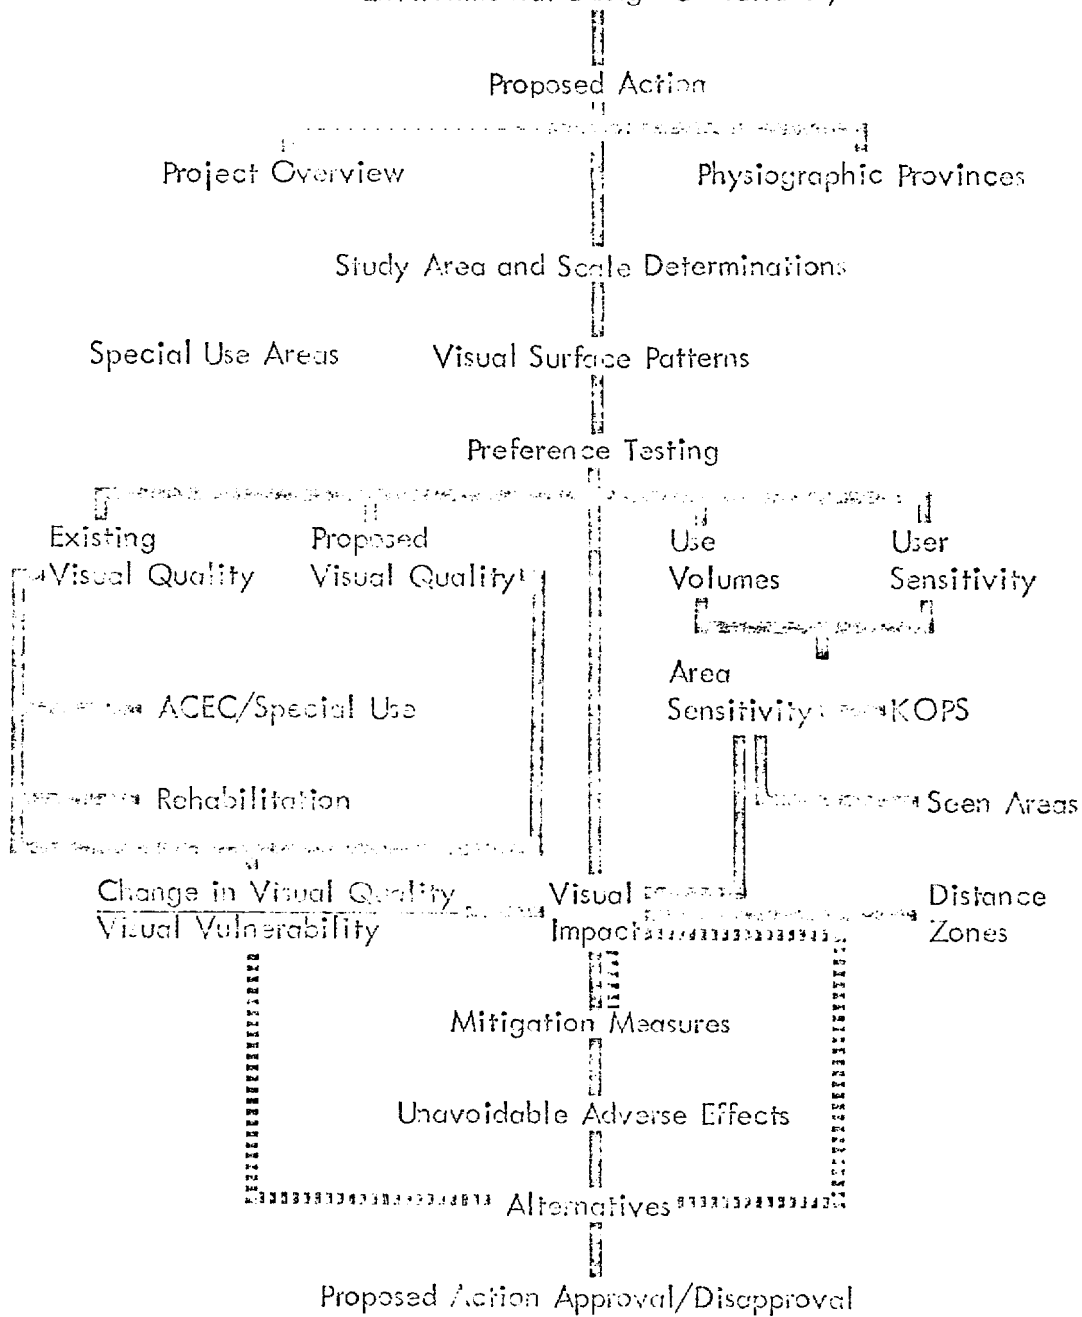 Proposed Action
Project Overview
Physiographic Provinces
Study Area and Scale Determinations
Special Use Areas
Visual Surface Patterns
Preference Testing
Existing
Visual Quality
Proposed
Visual Quality
Use
Volumes
User
Sensitivity
Area
Sensitivity
KOPS
ACEC/Special Use
Rehabilitation
Seen Areas
Change in Visual Quality
Visual Vulnerability
Visual
Impact
Distance
Zones
Mitigation Measures
Unavoidable Adverse Effects
Alternatives
Proposed Action Approval/Disapproval